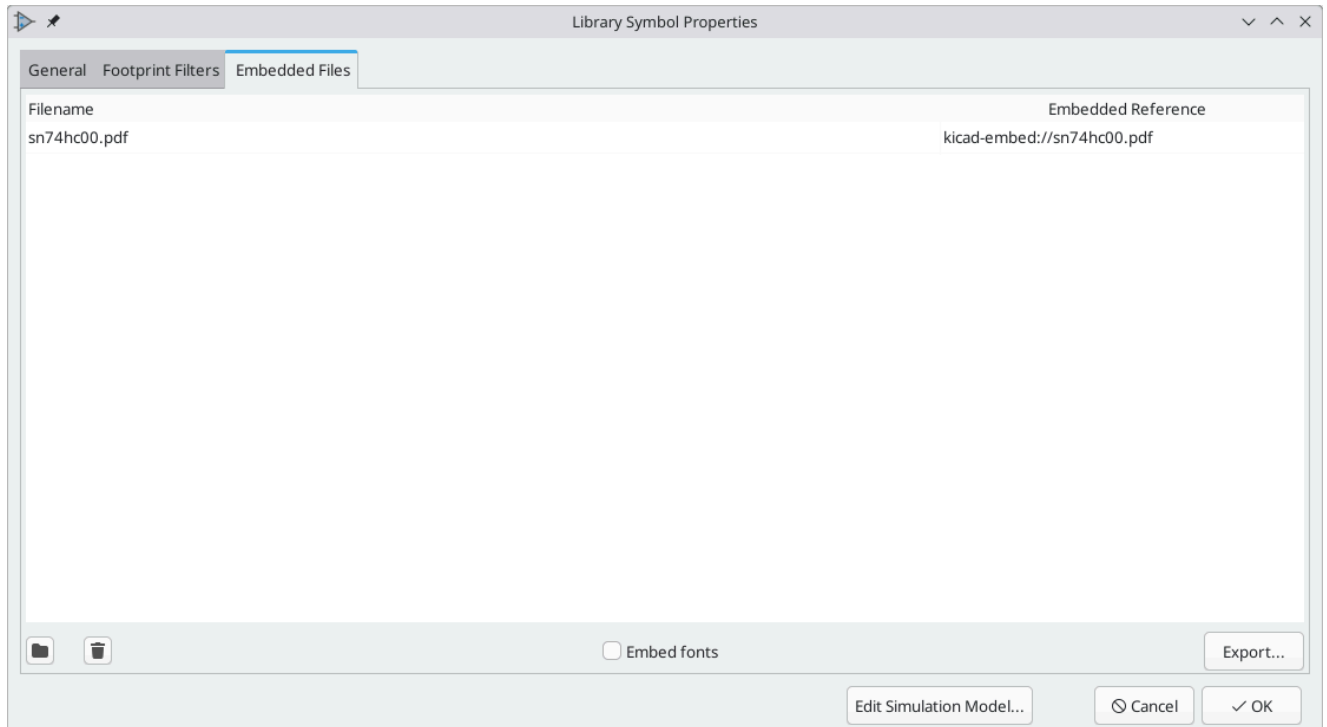 Library Symbol Properties
General Footprint Filters Embedded Files
Filename Embedded Reference
sn74hc00.pdf kicad-embed://sn74hc00.pdf
Embed fonts Export...
Edit Simulation Model... Cancel OK